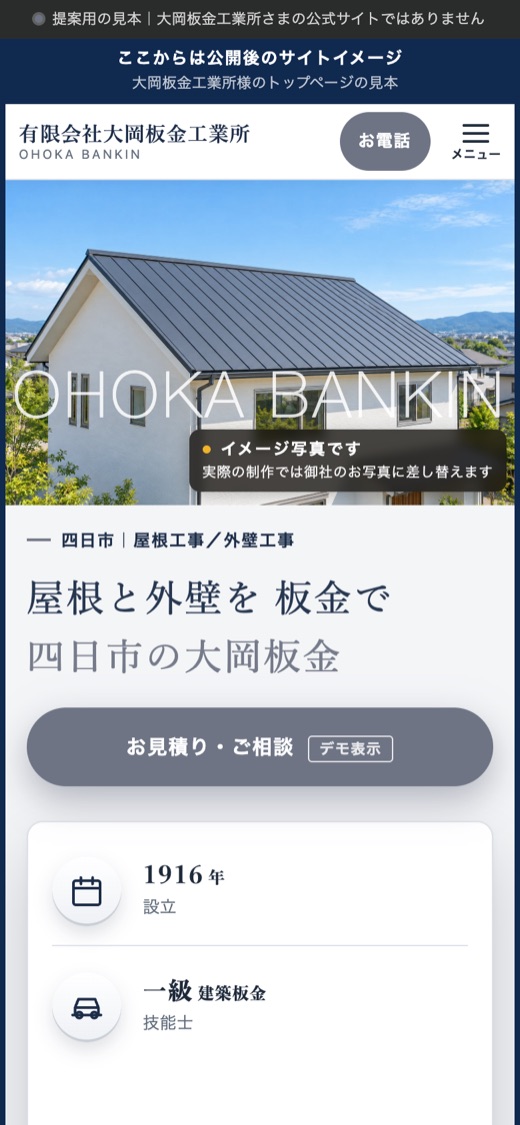 提案用の見本｜大岡板金工業所さまの公式サイトではありません
ここからは公開後のサイトイメージ
大岡板金工業所様のトップページの見本
有限会社大岡板金工業所
OHOKA BANKIN
お電話
メニュー
OHOKA BANKIN
イメージ写真です
実際の制作では御社のお写真に差し替えます
四日市｜屋根工事／外壁工事
屋根と外壁を 板金で
四日市の大岡板金
お見積り・ご相談 デモ表示
1916 年
設立
一級 建築板金
技能士